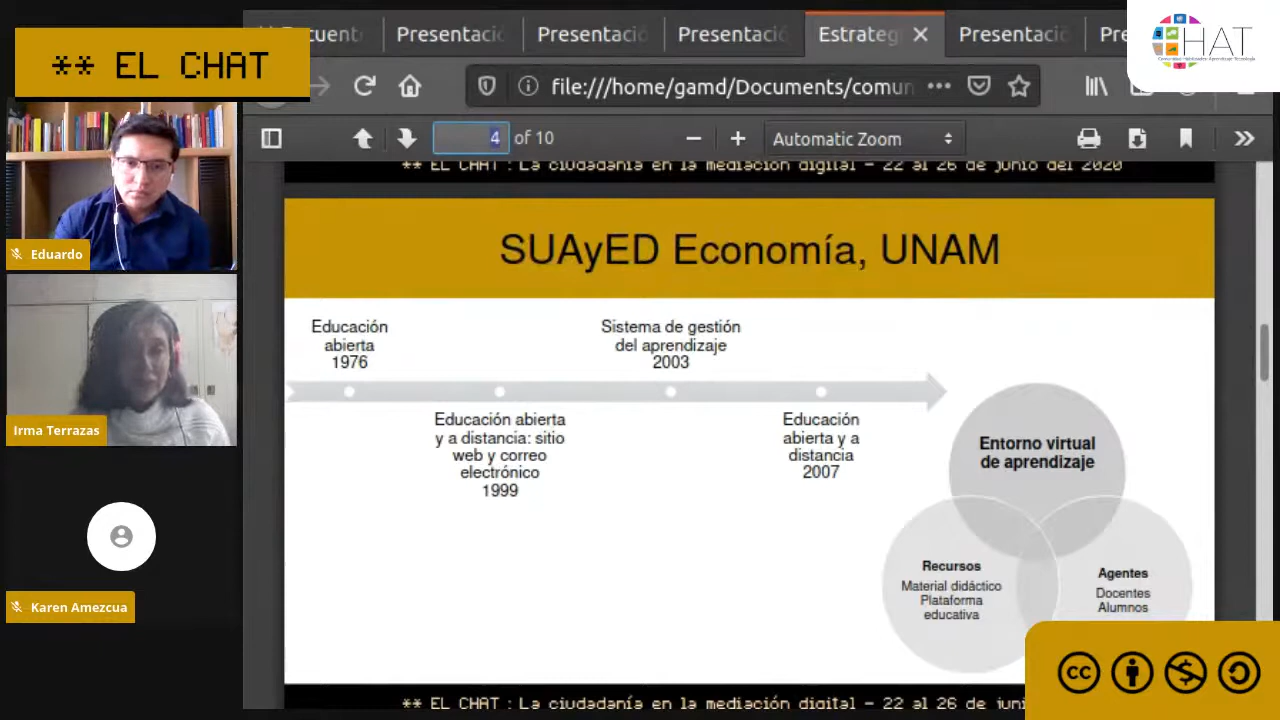 ** EL CHAT
Presentació
Presentació
Presentació
Estrateg
Presentació
Pre
HAT
file:///home/gamd/Documents/comun
4 of 10
Automatic Zoom
** EL CHAT : La ciudadanía en la mediación digital - 22 al 26 de junio del 2020
SUAyED Economía, UNAM
Educación
abierta
1976
Sistema de gestión
del aprendizaje
2003
Educación abierta
y a distancia: sitio
web y correo
electrónico
1999
Educación
abierta y a
distancia
2007
Entorno virtual
de aprendizaje
Recursos
Material didáctico
Plataforma
educativa
Agentes
Docentes
Alumnos
Eduardo
Irma Terrazas
Karen Amezcua
cc
** EL CHAT : La ciudadanía en la mediación digital - 22 al 26 de juni